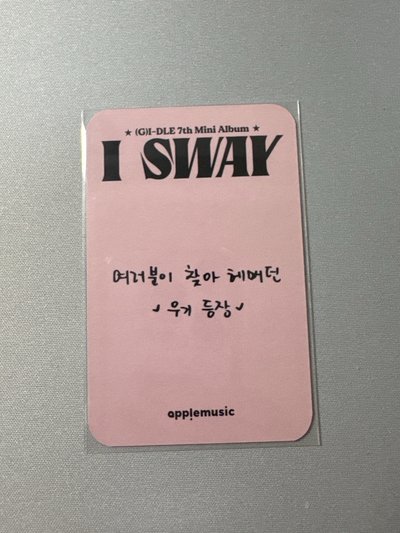 ★ (G)I-DLE 7th Mini Album ★
I SWAY
여러분이 찾아 헤매던
✓ 우기 등장 ✓
applemusic